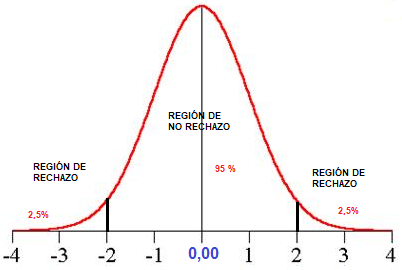 REGIÓN DE
NO RECHAZO
REGIÓN DE
RECHAZO
95 %
REGIÓN DE
RECHAZO
2,5%
2,5%
-4 -3 -2 -1 0,00 1 2 3 4